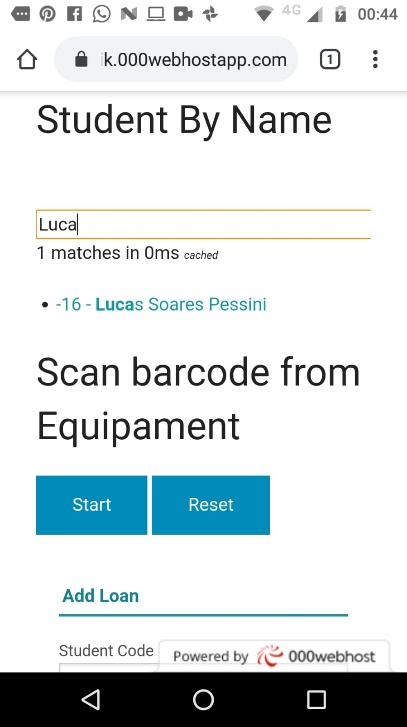 4G 00:44
k.000webhostapp.com 1
Student By Name
Luca
1 matches in 0ms cached
-16 - Lucas Soares Pessini
Scan barcode from
Equipament
Start Reset
Add Loan
Student Code Powered by 000webhost